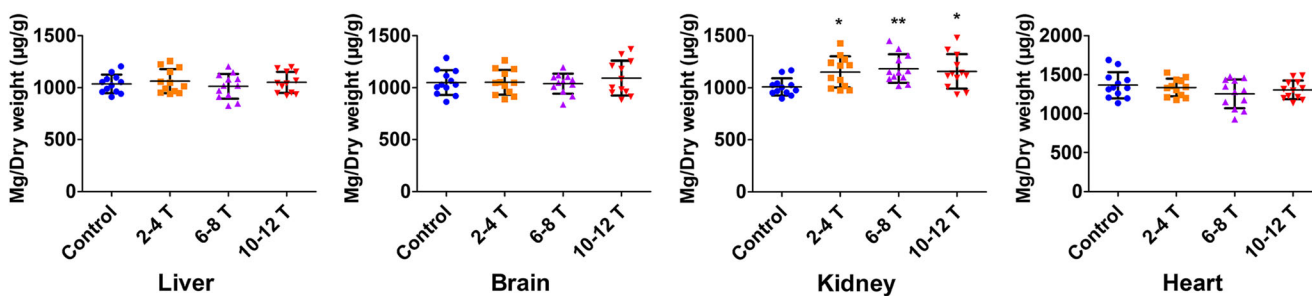 Mg/Dry weight (µg/g)
1500
1000
500
0
Control
2-4 T
6-8 T
10-12 T
Liver
Mg/Dry weight (µg/g)
1500
1000
500
0
Control
2-4 T
6-8 T
10-12 T
Brain
Mg/Dry weight (µg/g)
1500
1000
500
0
*
**
*
Control
2-4 T
6-8 T
10-12 T
Kidney
Mg/Dry weight (µg/g)
2000
1500
1000
500
0
Control
2-4 T
6-8 T
10-12 T
Heart